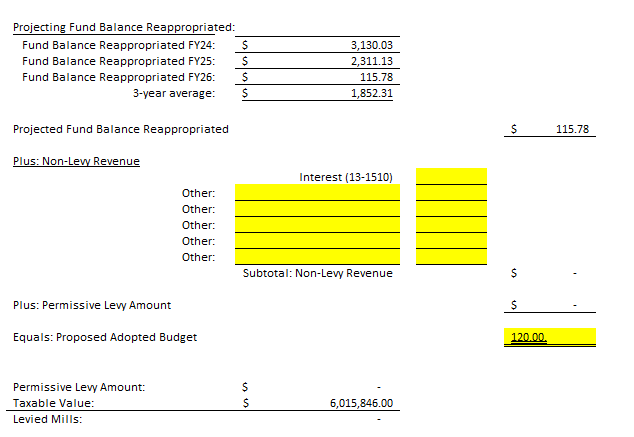 Projecting Fund Balance Reappropriated:
Fund Balance Reappropriated FY24: $ 3,130.03
Fund Balance Reappropriated FY25: $ 2,311.13
Fund Balance Reappropriated FY26: $ 115.78
3-year average: $ 1,852.31
Projected Fund Balance Reappropriated $ 115.78
Plus: Non-Levy Revenue
Interest (13-1510)
Other:
Other:
Other:
Other:
Other:
Subtotal: Non-Levy Revenue $ -
Plus: Permissive Levy Amount $ -
Equals: Proposed Adopted Budget 120.00.
Permissive Levy Amount: $ -
Taxable Value: $ 6,015,846.00
Levied Mills: -